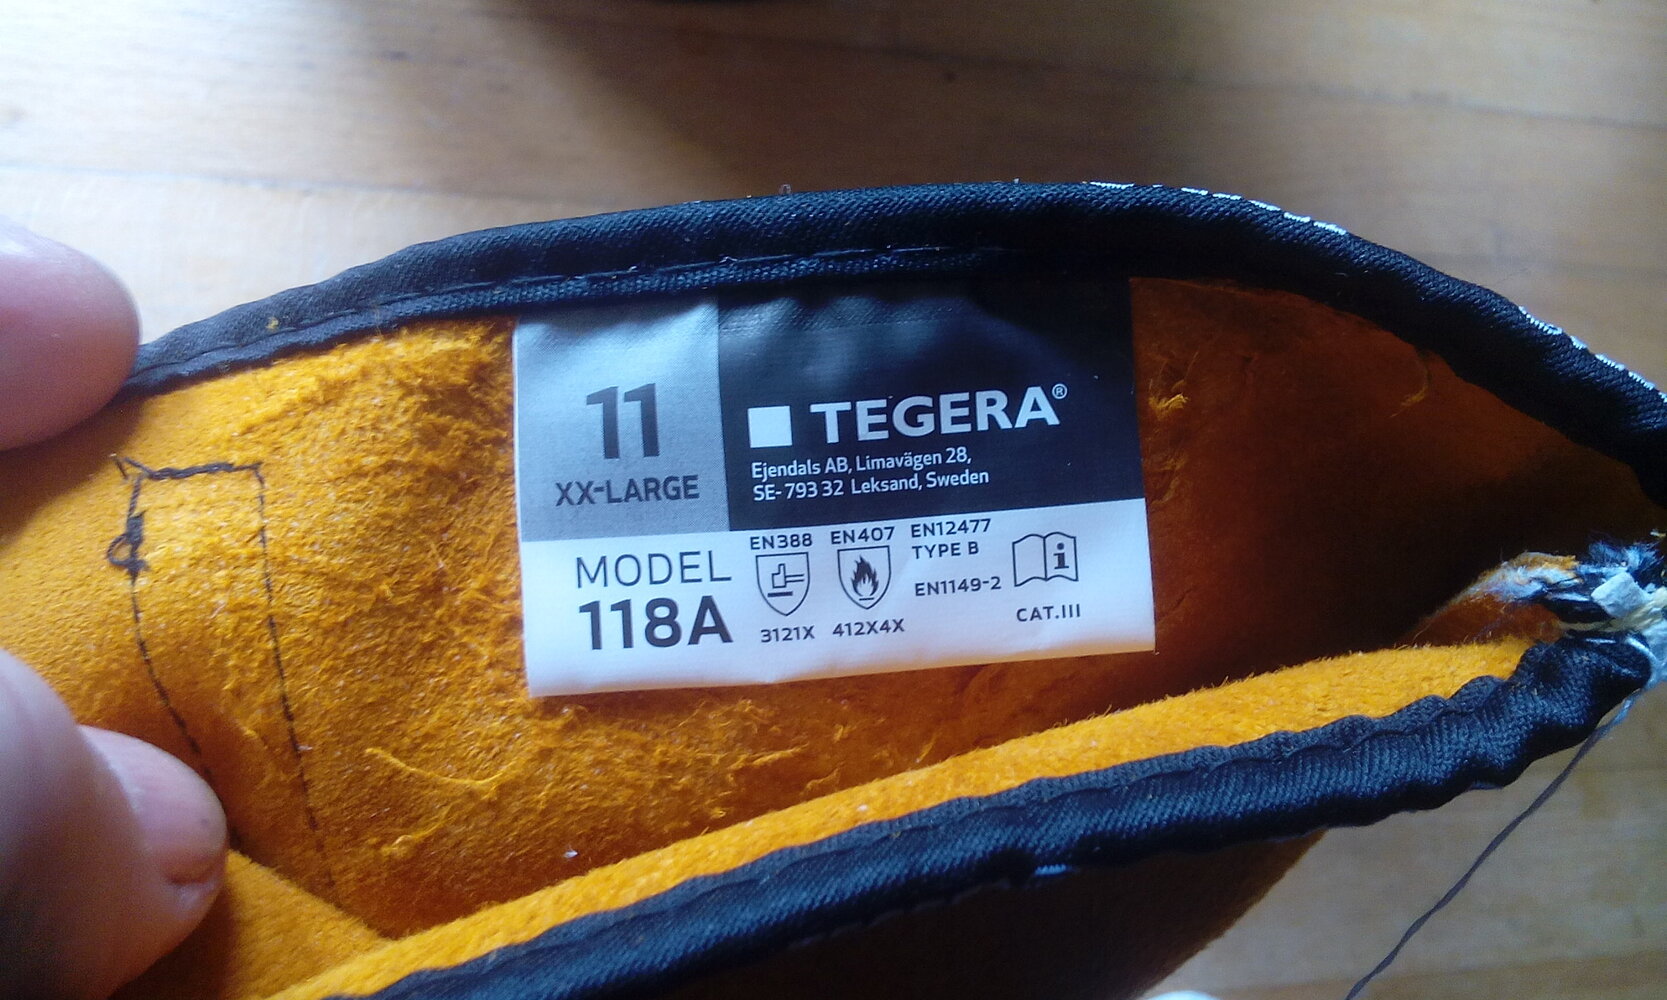 11
XX-LARGE
TEGERA®
Ejendals AB, Limavägen 28,
SE-793 32 Leksand, Sweden
MODEL
118A
EN388
3121X
EN407
412X4X
EN12477
TYPE B
EN1149-2
i
CAT.III